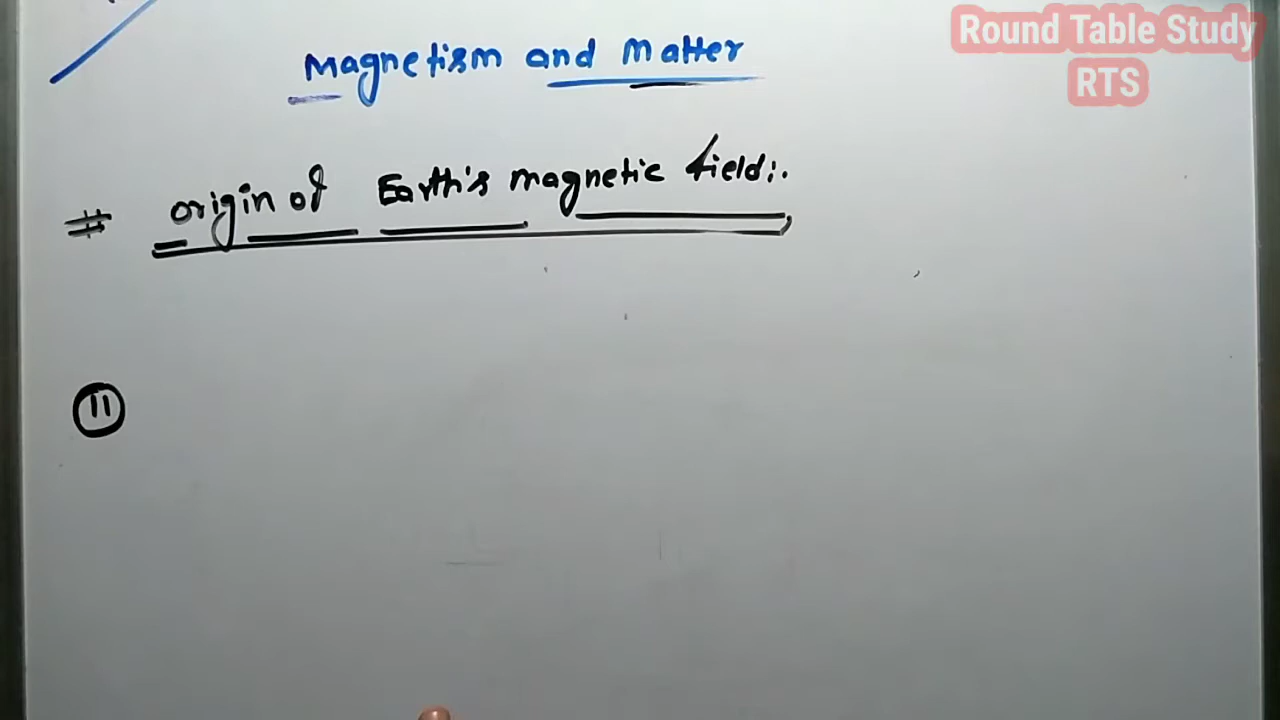 Round Table Study
RTS
Magnetism and Matter
# origin of Earth's magnetic field:.
11